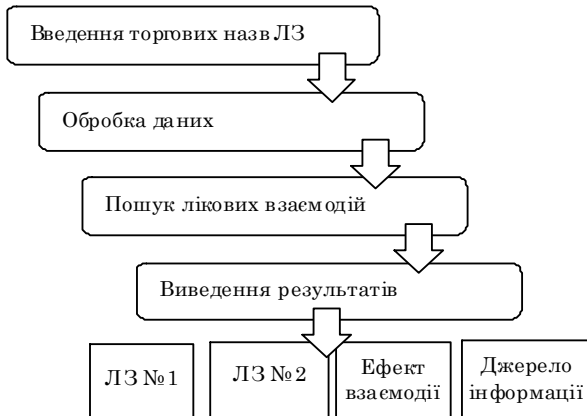 Введення торгових назв ЛЗ
Обробка даних
Пошук лікових взаємодій
Виведення результатів
ЛЗ №1
ЛЗ №2
Ефект
взаємодії
Джерело
інформації